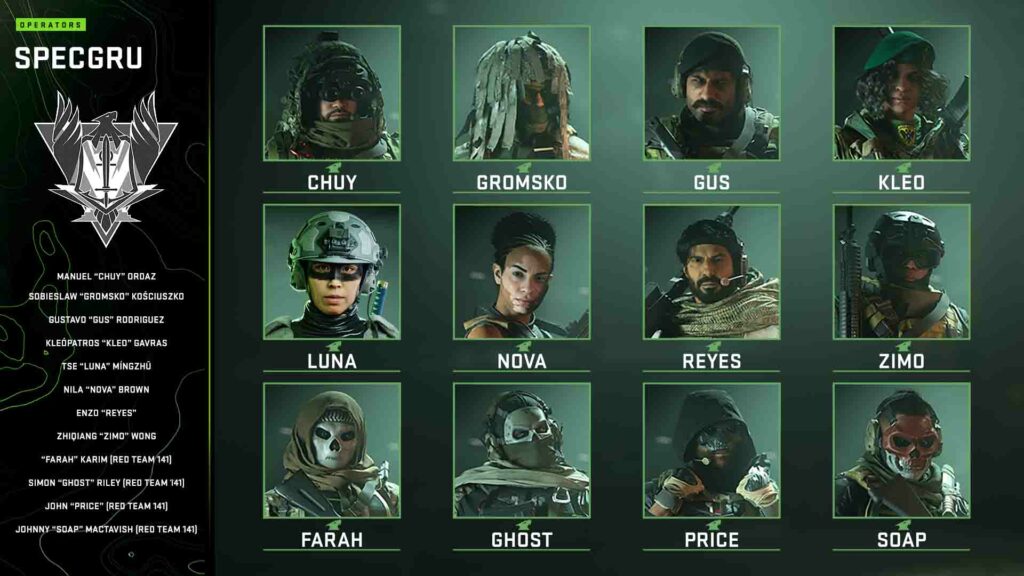 OPERATORS
SPECGRU
MANUEL "CHUY" ORDAZ
SOBIESLAW "GROMSKO" KOŚCIUSZKO
GUSTAVO "GUS" RODRIGUEZ
KLEÓPATROS "KLEO" GAVRAS
TSE "LUNA" MÍNGZHŪ
NILA "NOVA" BROWN
ENZO "REYES"
ZHIQIANG "ZIMO" WONG
"FARAH" KARIM (RED TEAM 141)
SIMON "GHOST" RILEY (RED TEAM 141)
JOHN "PRICE" (RED TEAM 141)
JOHNNY "SOAP" MACTAVISH (RED TEAM 141)
CHUY
GROMSKO
GUS
KLEO
LUNA
NOVA
REYES
ZIMO
FARAH
GHOST
PRICE
SOAP